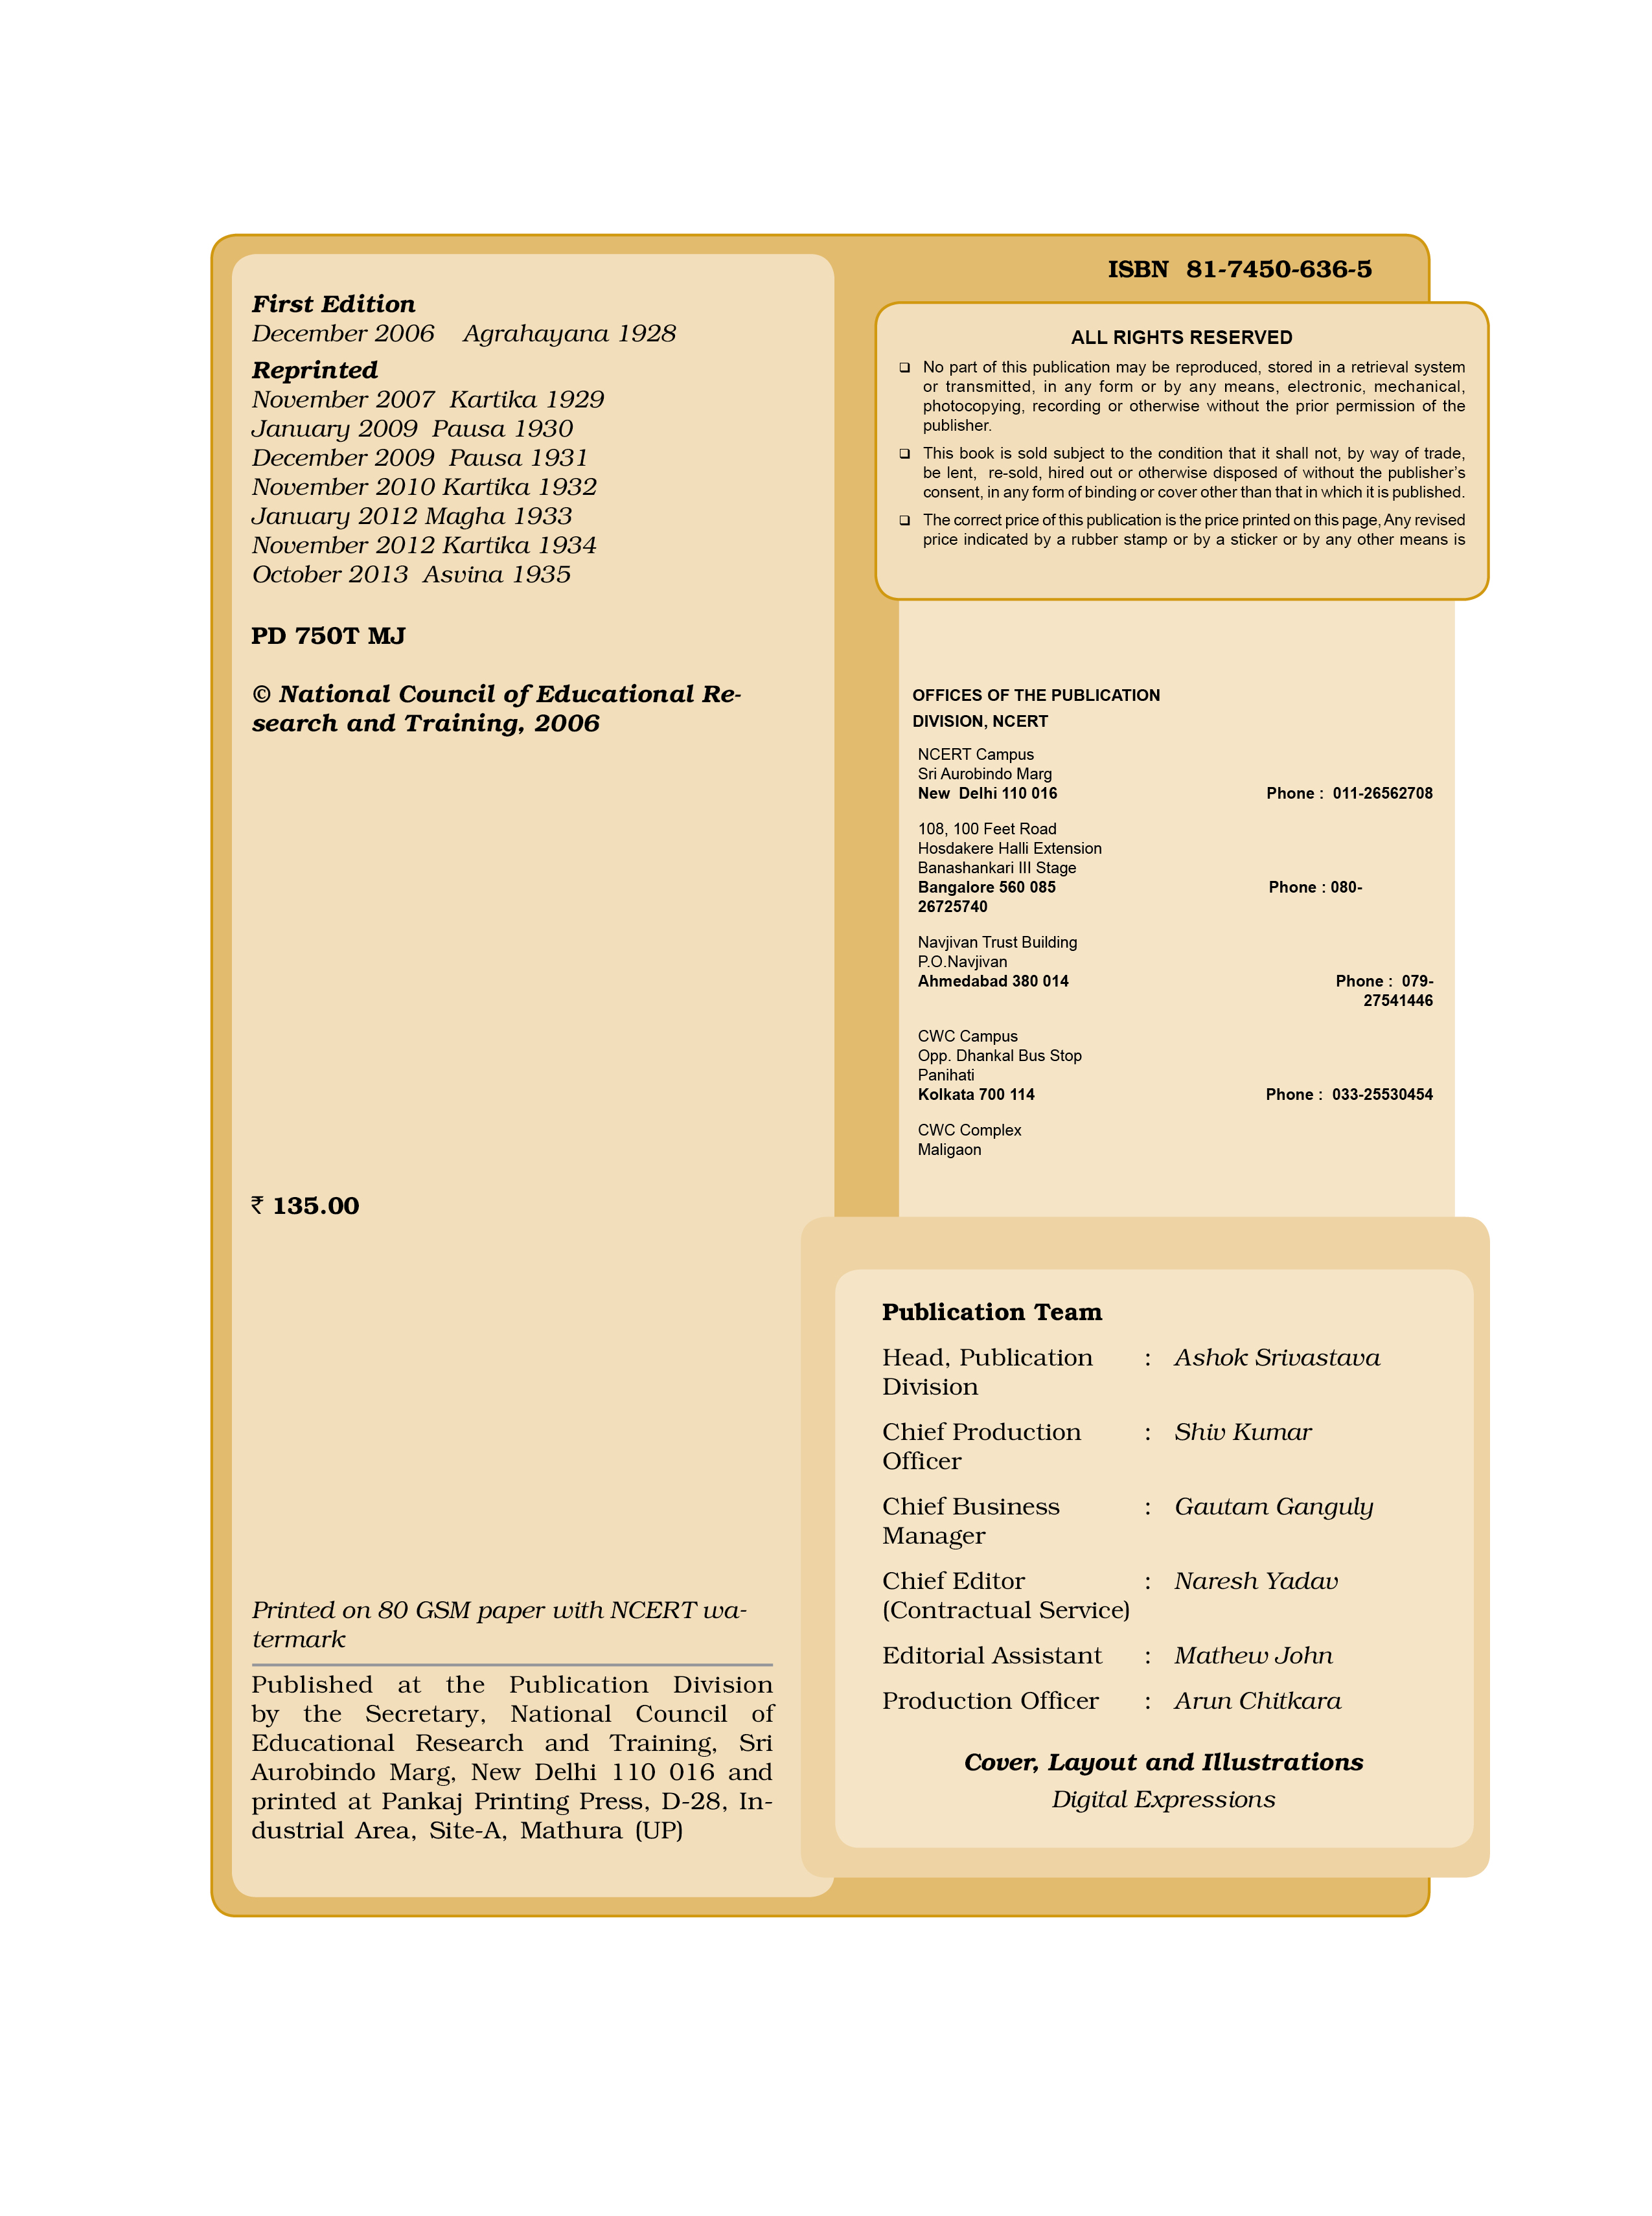 First Edition
December 2006 Agrahayana 1928
Reprinted
November 2007 Kartika 1929
January 2009 Pausa 1930
December 2009 Pausa 1931
November 2010 Kartika 1932
January 2012 Magha 1933
November 2012 Kartika 1934
October 2013 Asvina 1935
PD 750T MJ
© National Council of Educational Re-
search and Training, 2006
₹ 135.00
Printed on 80 GSM paper with NCERT wa-
termark
Published at the Publication Division
by the Secretary, National Council of
Educational Research and Training, Sri
Aurobindo Marg, New Delhi 110 016 and
printed at Pankaj Printing Press, D-28, In-
dustrial Area, Site-A, Mathura (UP)
ISBN 81-7450-636-5
ALL RIGHTS RESERVED
❑ No part of this publication may be reproduced, stored in a retrieval system
or transmitted, in any form or by any means, electronic, mechanical,
photocopying, recording or otherwise without the prior permission of the
publisher.
❑ This book is sold subject to the condition that it shall not, by way of trade,
be lent, re-sold, hired out or otherwise disposed of without the publisher's
consent, in any form of binding or cover other than that in which it is published.
❑ The correct price of this publication is the price printed on this page, Any revised
price indicated by a rubber stamp or by a sticker or by any other means is
OFFICES OF THE PUBLICATION
DIVISION, NCERT
NCERT Campus
Sri Aurobindo Marg
New Delhi 110 016 Phone : 011-26562708
108, 100 Feet Road
Hosdakere Halli Extension
Banashankari III Stage
Bangalore 560 085 Phone : 080-
26725740
Navjivan Trust Building
P.O.Navjivan
Ahmedabad 380 014 Phone : 079-
27541446
CWC Campus
Opp. Dhankal Bus Stop
Panihati
Kolkata 700 114 Phone : 033-25530454
CWC Complex
Maligaon
Publication Team
Head, Publication : Ashok Srivastava
Division
Chief Production : Shiv Kumar
Officer
Chief Business : Gautam Ganguly
Manager
Chief Editor : Naresh Yadav
(Contractual Service)
Editorial Assistant : Mathew John
Production Officer : Arun Chitkara
Cover, Layout and Illustrations
Digital Expressions